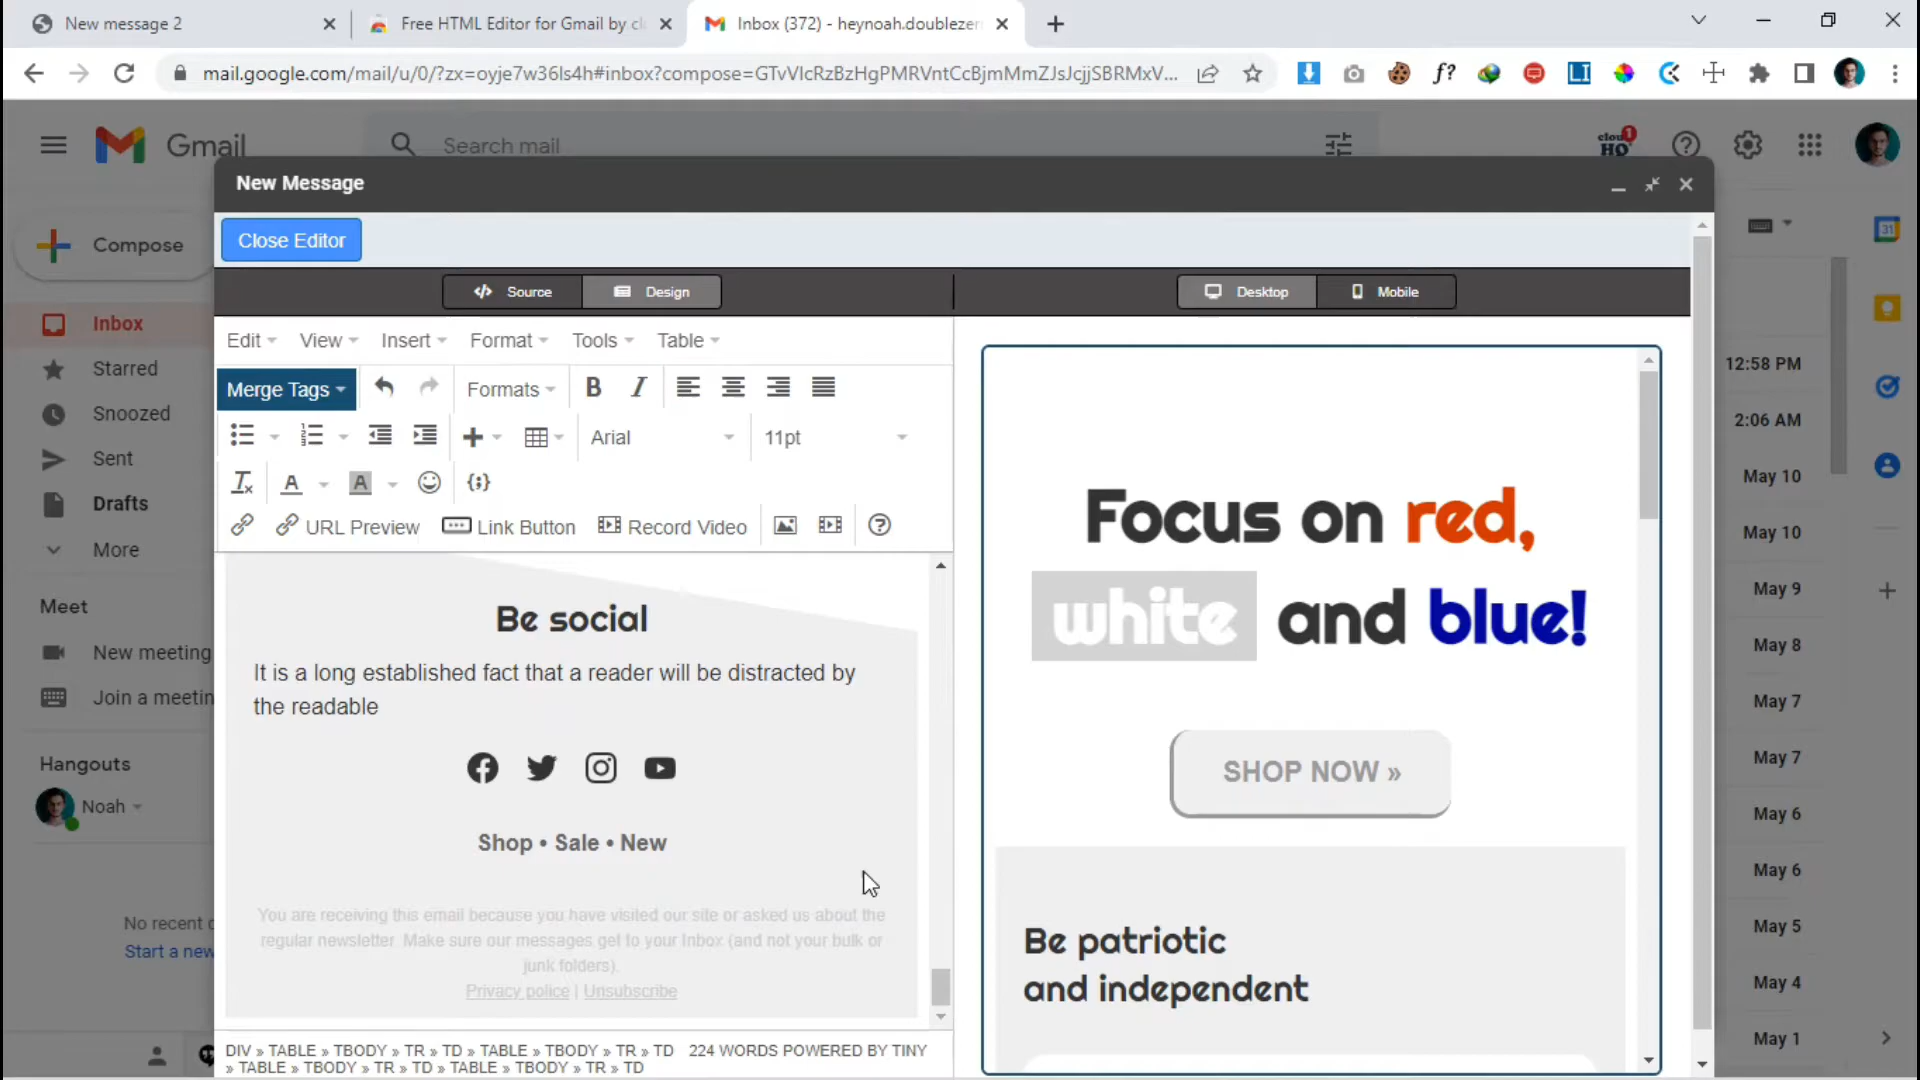 New message 2
Free HTML Editor for Gmail by cl
Inbox (372) - heynoah.doublezer
mail.google.com/mail/u/0/?zx=oyje7w36ls4h#inbox?compose=GTvVlcRzBzHgPMRVntCcBjmMmZJsJcjjSBRMxV...
f?
LI
Gmail
Search mail
clou
HQ
1
31
New Message
Compose
Close Editor
Source
Design
Desktop
Mobile
Inbox
Starred
Snoozed
Sent
Drafts
More
Meet
New meeting
Join a meetin
Hangouts
Noah
No recent c
Start a new
Edit
View
Insert
Format
Tools
Table
Merge Tags
Formats
B
I
Arial
11pt
URL Preview
Link Button
Record Video
Be social
It is a long established fact that a reader will be distracted by
the readable
Shop • Sale • New
You are receiving this email because you have visited our site or asked us about the
regular newsletter. Make sure our messages get to your Inbox (and not your bulk or
junk folders).
Privacy police | Unsubscribe
DIV » TABLE » TBODY » TR » TD » TABLE » TBODY » TR » TD
» TABLE » TBODY » TR » TD » TABLE » TBODY » TR » TD
224 WORDS POWERED BY TINY
Focus on red,
white and blue!
SHOP NOW »
Be patriotic
and independent
12:58 PM
2:06 AM
May 10
May 10
May 9
May 8
May 7
May 7
May 6
May 6
May 5
May 4
May 1